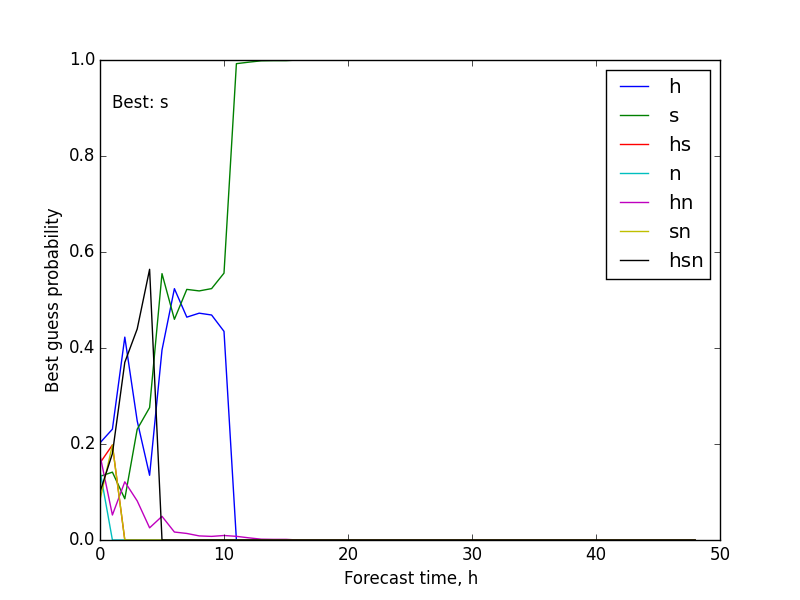 1.0
0.8
0.6
0.4
0.2
0.0
Best guess probability
Best: s
h
s
hs
n
hn
sn
hsn
0 10 20 30 40 50
Forecast time, h